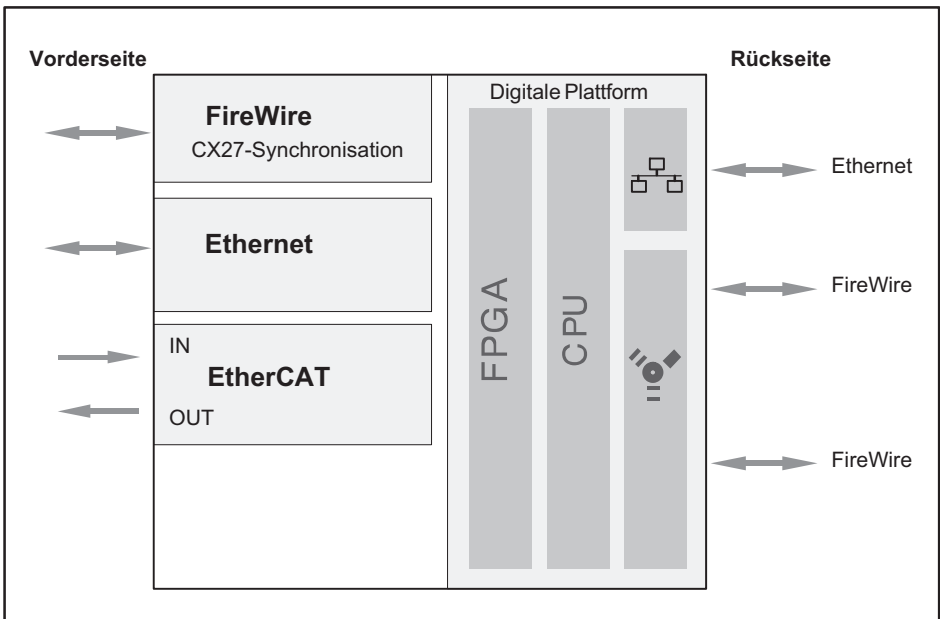 Vorderseite
Rückseite
FireWire
CX27-Synchronisation
Ethernet
IN
EtherCAT
OUT
Digitale Plattform
FPGA
CPU
Ethernet
FireWire
FireWire